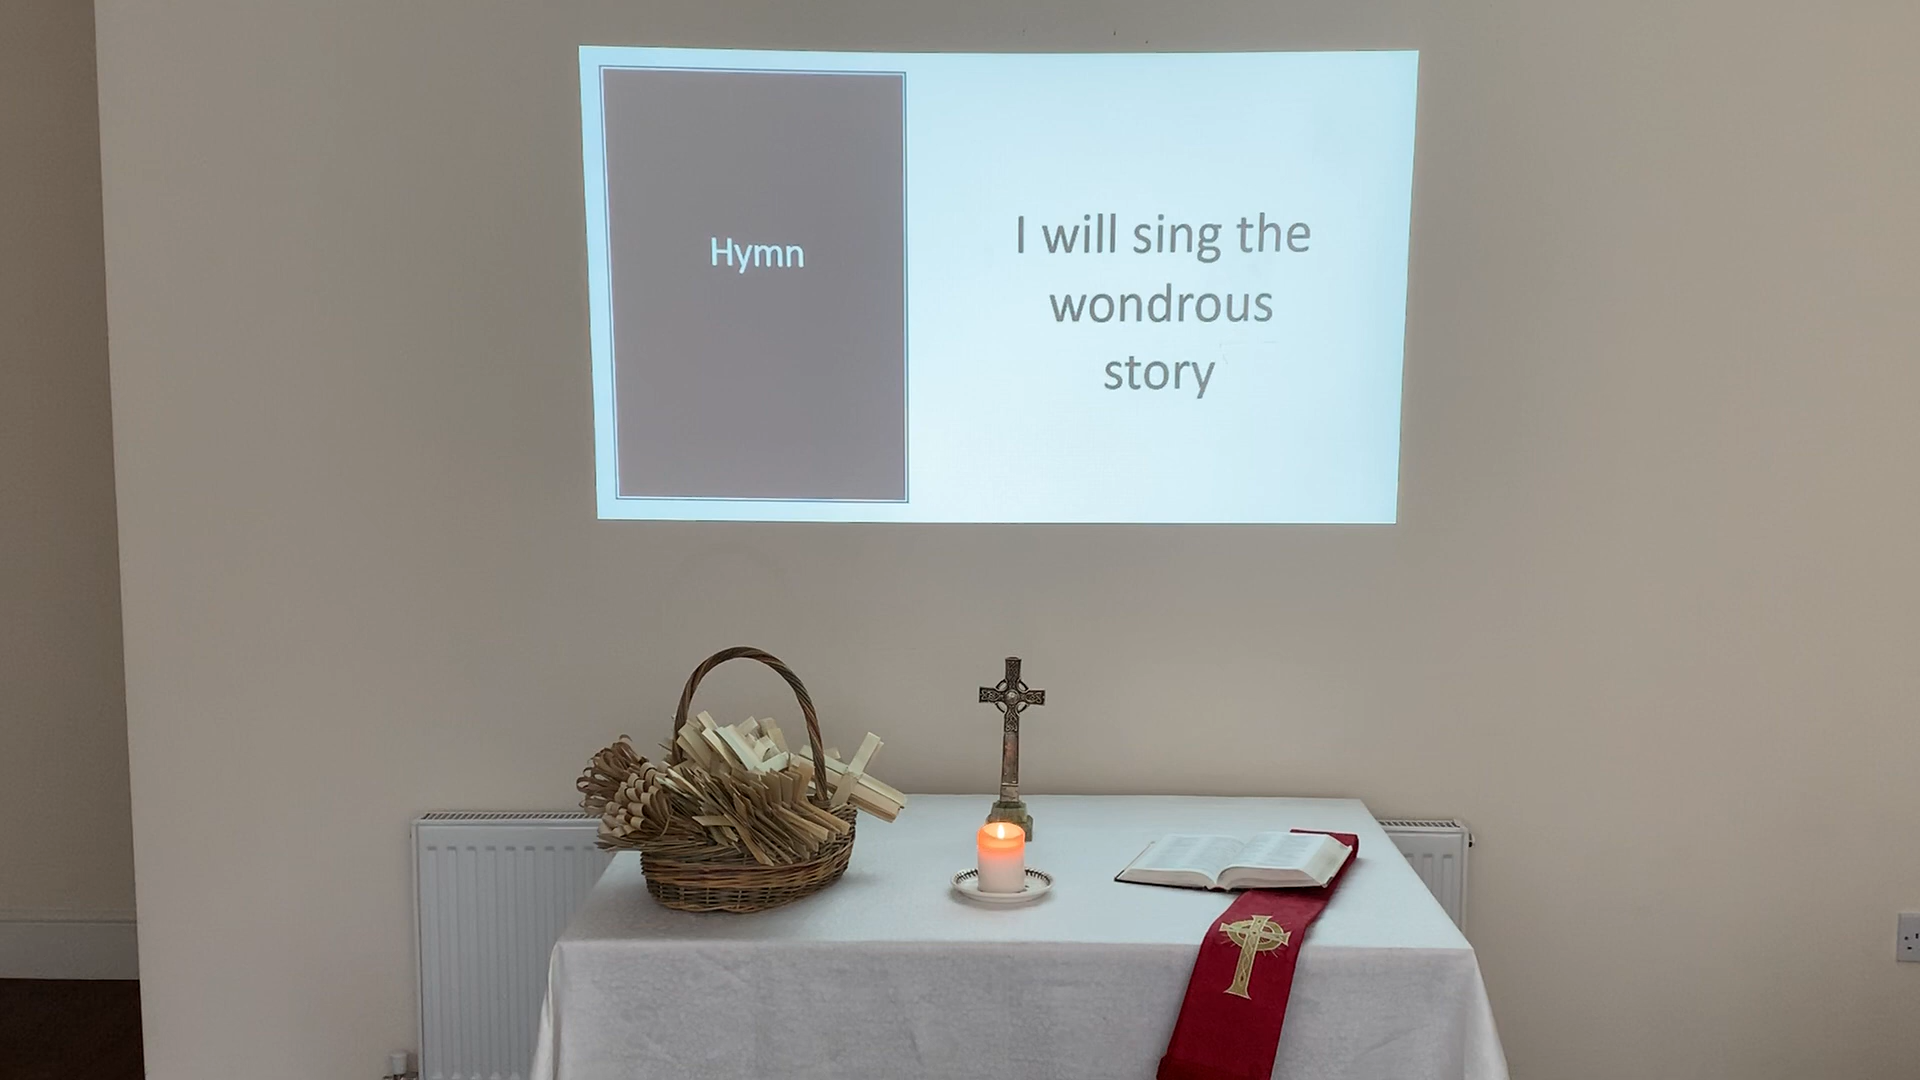 Hymn
I will sing the
wondrous
story